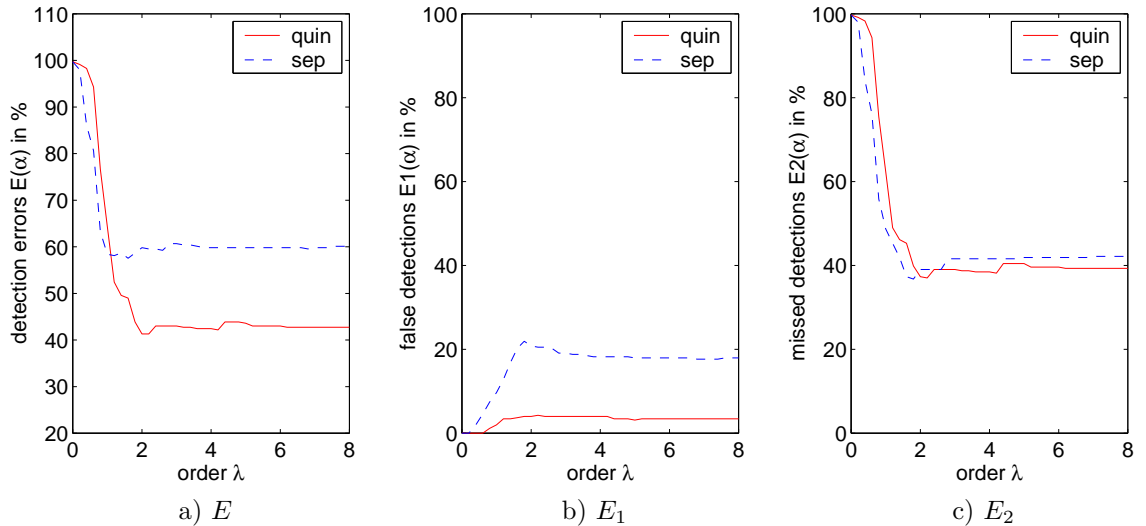 110
100
90
80
70
60
50
40
30
20
0 2 4 6 8
detection errors E(α) in %
order λ
quin
sep
a) E
100
80
60
40
20
0
0 2 4 6 8
false detections E1(α) in %
order λ
quin
sep
b) E₁
100
80
60
40
20
0
0 2 4 6 8
missed detections E2(α) in %
order λ
quin
sep
c) E₂